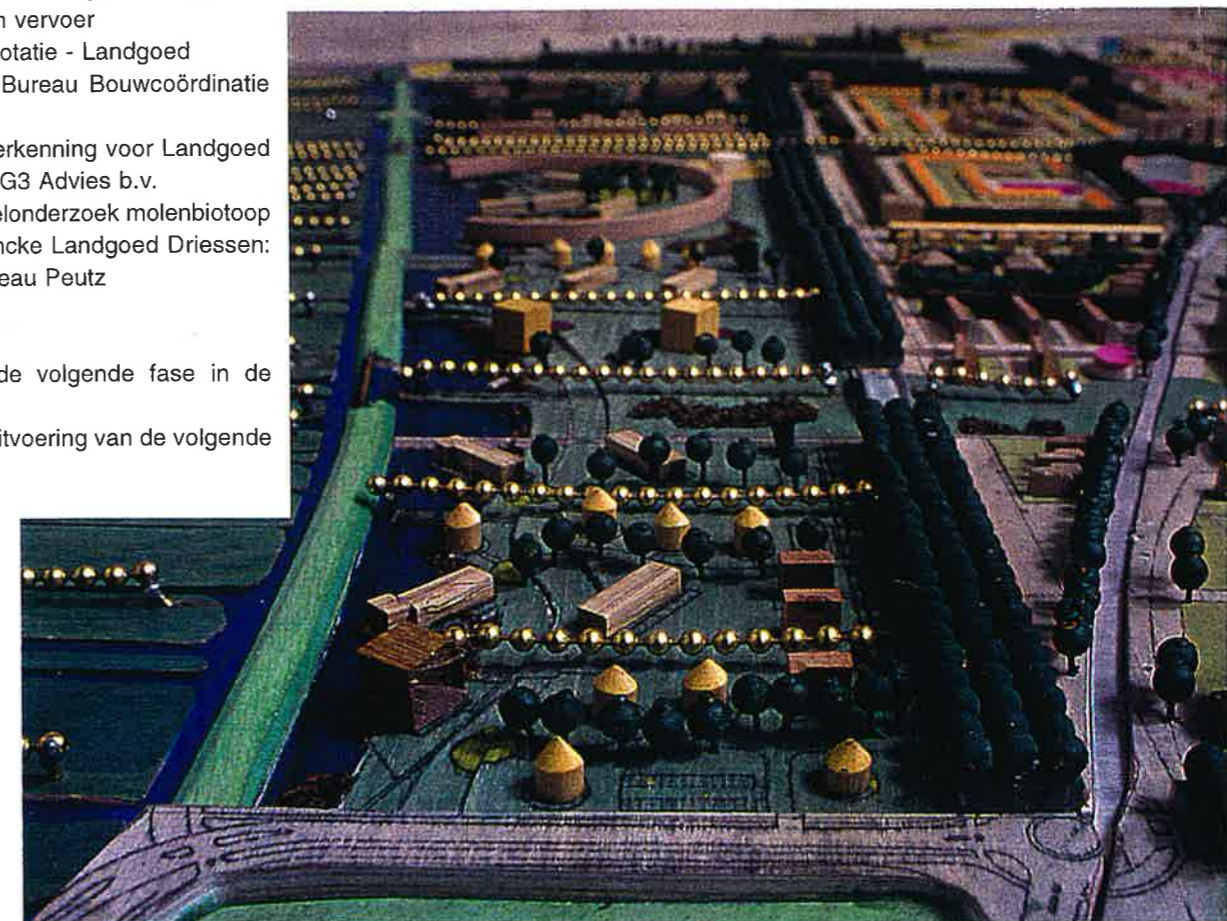 n vervoer
otatie - Landgoed
Bureau Bouwcoördinatie
erkenning voor Landgoed
G3 Advies b.v.
elonderzoek molenbiotoop
ncke Landgoed Driessen:
eau Peutz
de volgende fase in de
itvoering van de volgende